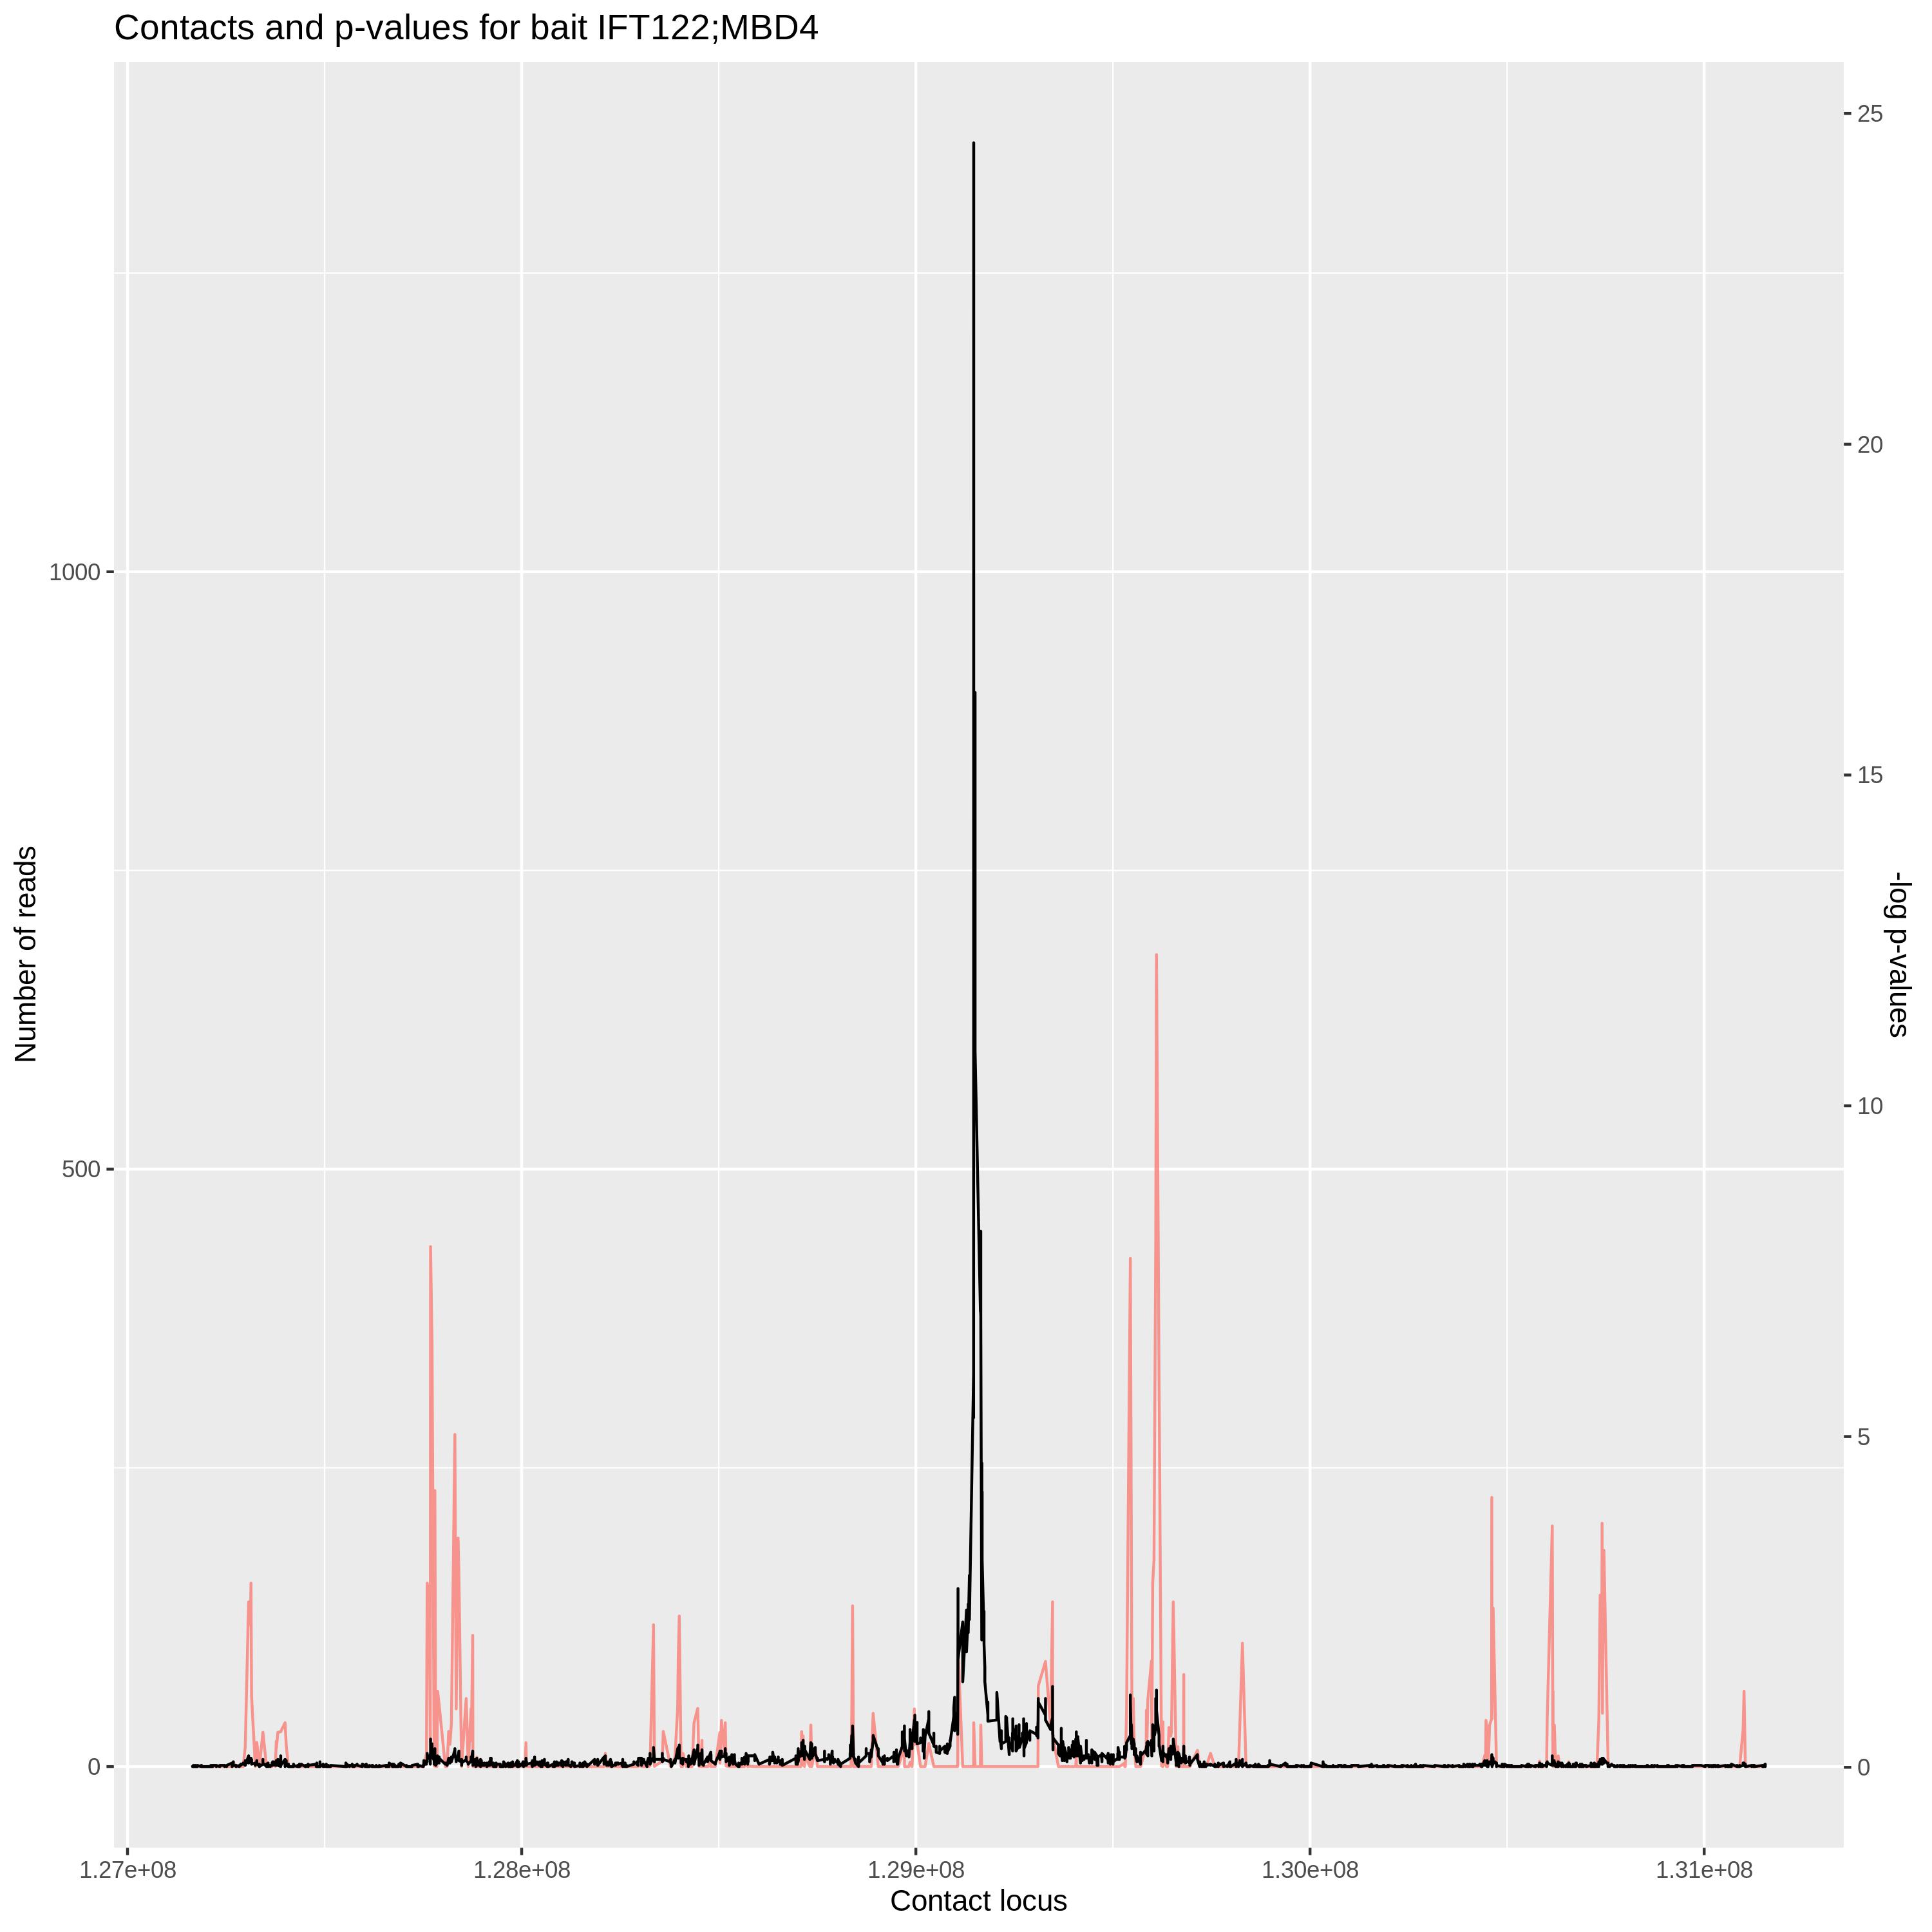 Contacts and p-values for bait IFT122;MBD4
25
20
1000
15
Number of reads
-log p-values
10
500
5
0
0
1.27e+08
1.28e+08
1.29e+08
1.30e+08
1.31e+08
Contact locus